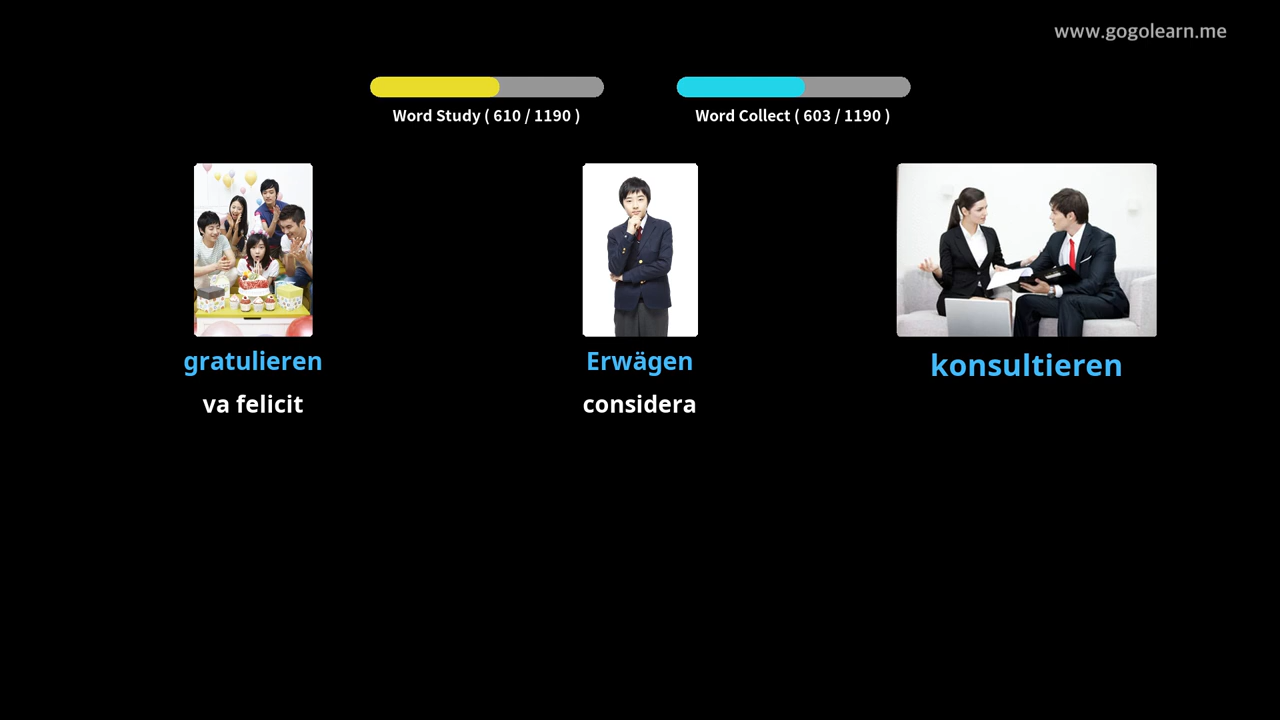 www.gogolearn.me
Word Study ( 610 / 1190 )
Word Collect ( 603 / 1190 )
gratulieren
va felicit
Erwägen
considera
konsultieren